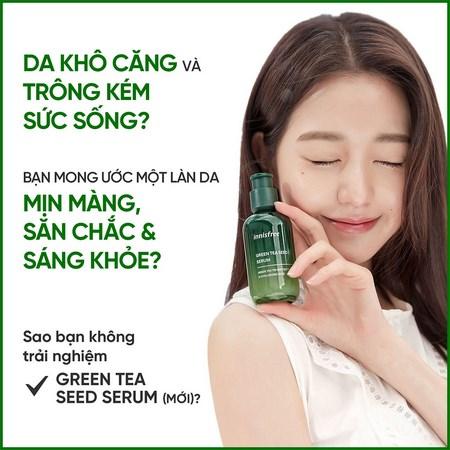 DA KHÔ CĂNG VÀ
TRÔNG KÉM
SỨC SỐNG?
BẠN MONG ƯỚC MỘT LÀN DA
MỊN MÀNG,
SĂN CHẮC &
SÁNG KHỎE?
innisfree
GREEN TEA SEED
SERUM
Sao bạn không
trải nghiệm
GREEN TEA
SEED SERUM (MỚI)?